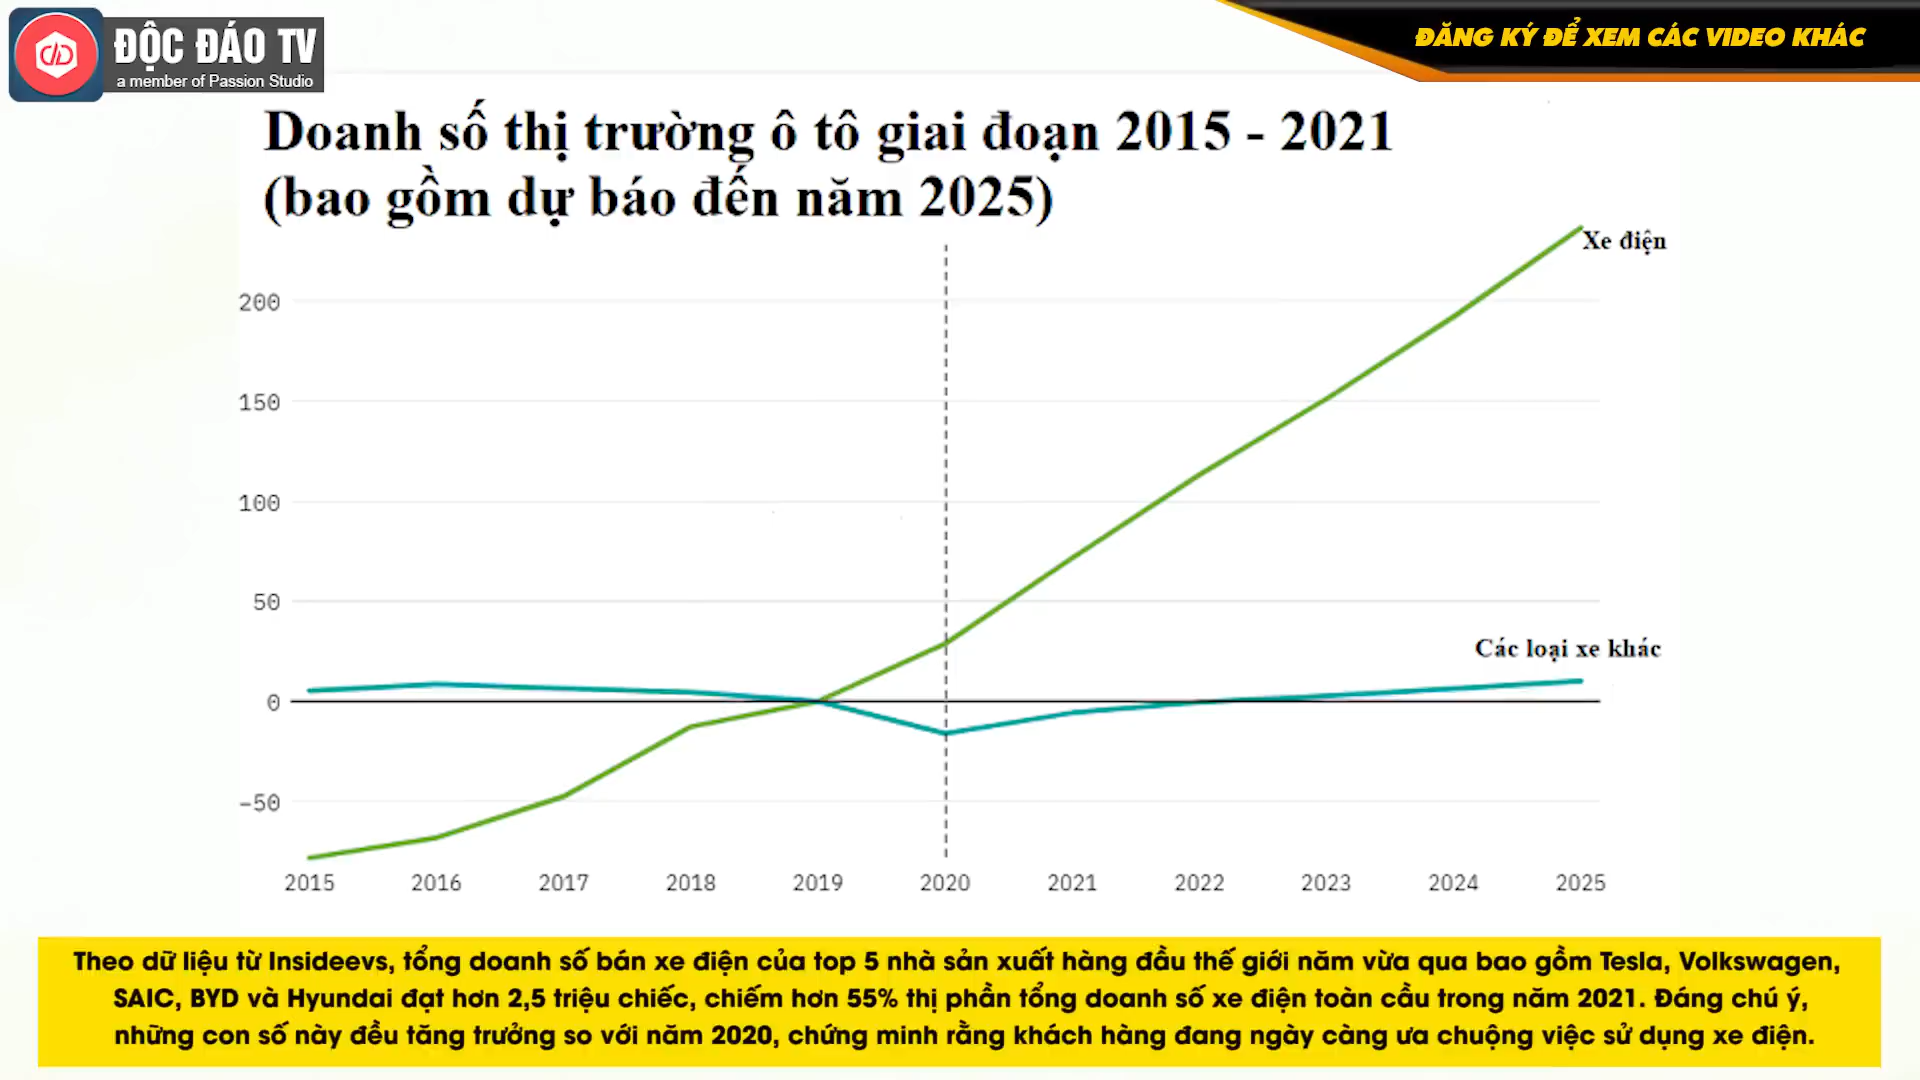 ĐỘC ĐÁO TV
a member of Passion Studio
ĐĂNG KÝ ĐỂ XEM CÁC VIDEO KHÁC
Doanh số thị trường ô tô giai đoạn 2015 - 2021
(bao gồm dự báo đến năm 2025)
Xe điện
200
150
100
50
Các loại xe khác
0
−50
2015 2016 2017 2018 2019 2020 2021 2022 2023 2024 2025
Theo dữ liệu từ Insideevs, tổng doanh số bán xe điện của top 5 nhà sản xuất hàng đầu thế giới năm vừa qua bao gồm Tesla, Volkswagen,
SAIC, BYD và Hyundai đạt hơn 2,5 triệu chiếc, chiếm hơn 55% thị phần tổng doanh số xe điện toàn cầu trong năm 2021. Đáng chú ý,
những con số này đều tăng trưởng so với năm 2020, chứng minh rằng khách hàng đang ngày càng ưa chuộng việc sử dụng xe điện.